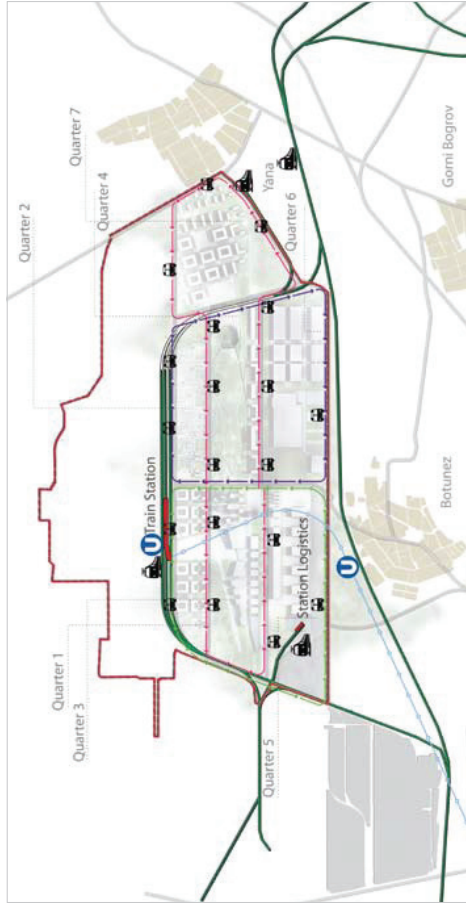 Quarter 7
Quarter 4
Quarter 2
Yana
Gorni Bogrov
Quarter 6
Train Station
U
Station Logistics
U
Botunez
Quarter 1
Quarter 3
Quarter 5